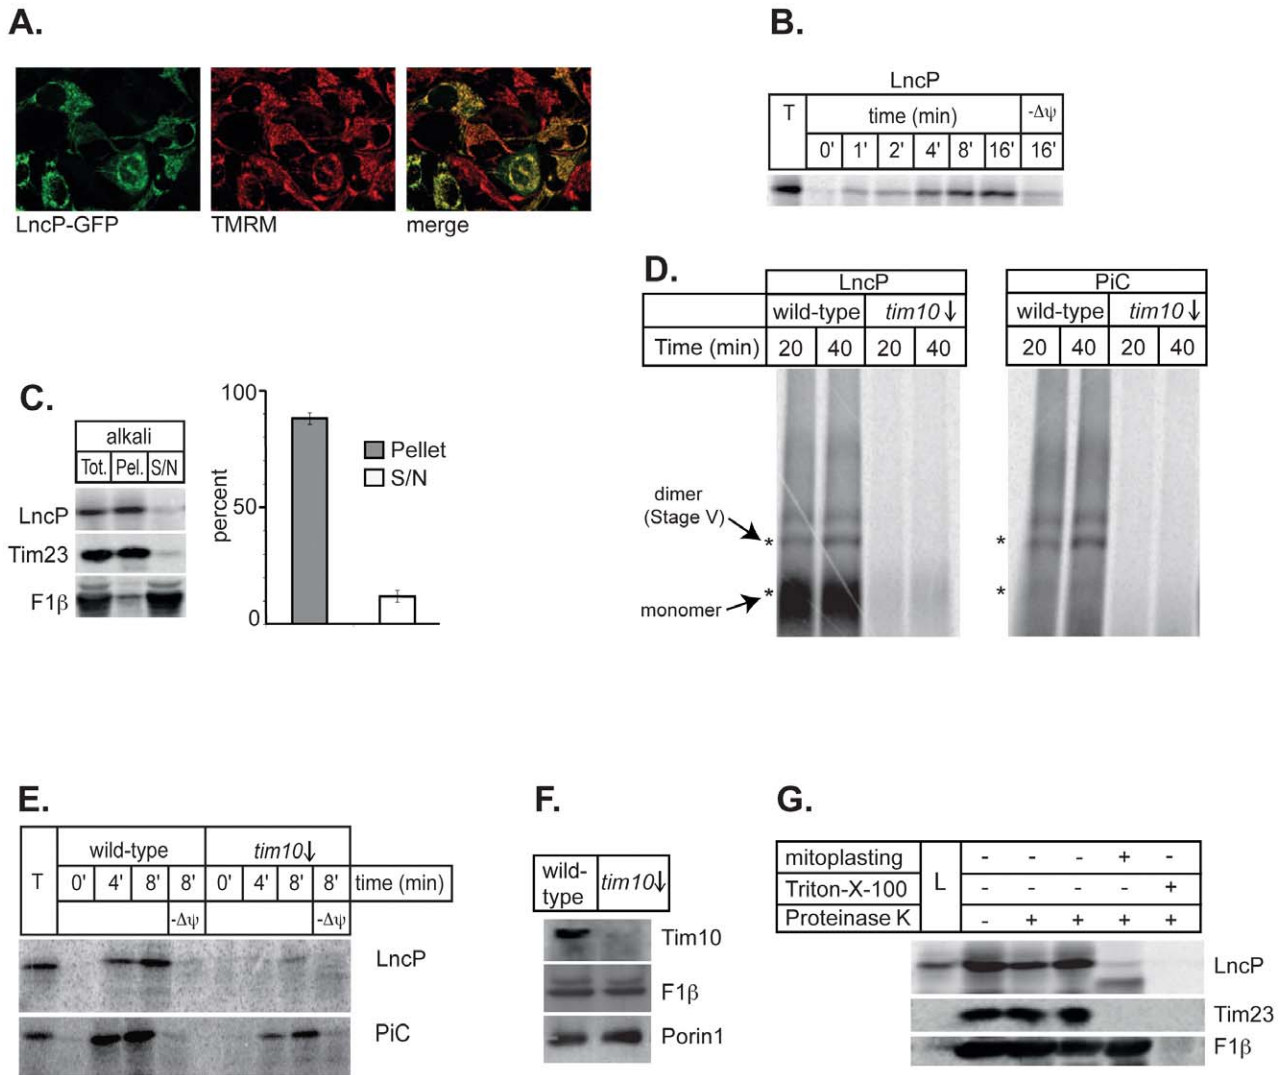 A.
LncP-GFP TMRM merge
B.
LncP
T time (min) -Δψ
0' 1' 2' 4' 8' 16' 16'
C.
alkali
Tot. Pel. S/N
LncP
Tim23
F1β
100
50
0
percent
Pellet
S/N
D.
LncP
wild-type tim10↓
Time (min) 20 40 20 40
PiC
wild-type tim10↓
20 40 20 40
dimer
(Stage V)
*
monomer *
*
*
E.
T wild-type tim10↓
0' 4' 8' 8' 0' 4' 8' 8' time (min)
-Δψ -Δψ
LncP
PiC
F.
wild-
type tim10↓
Tim10
F1β
Porin1
G.
mitoplasting L - - - + -
Triton-X-100 - - - - +
Proteinase K - + + + +
LncP
Tim23
F1β